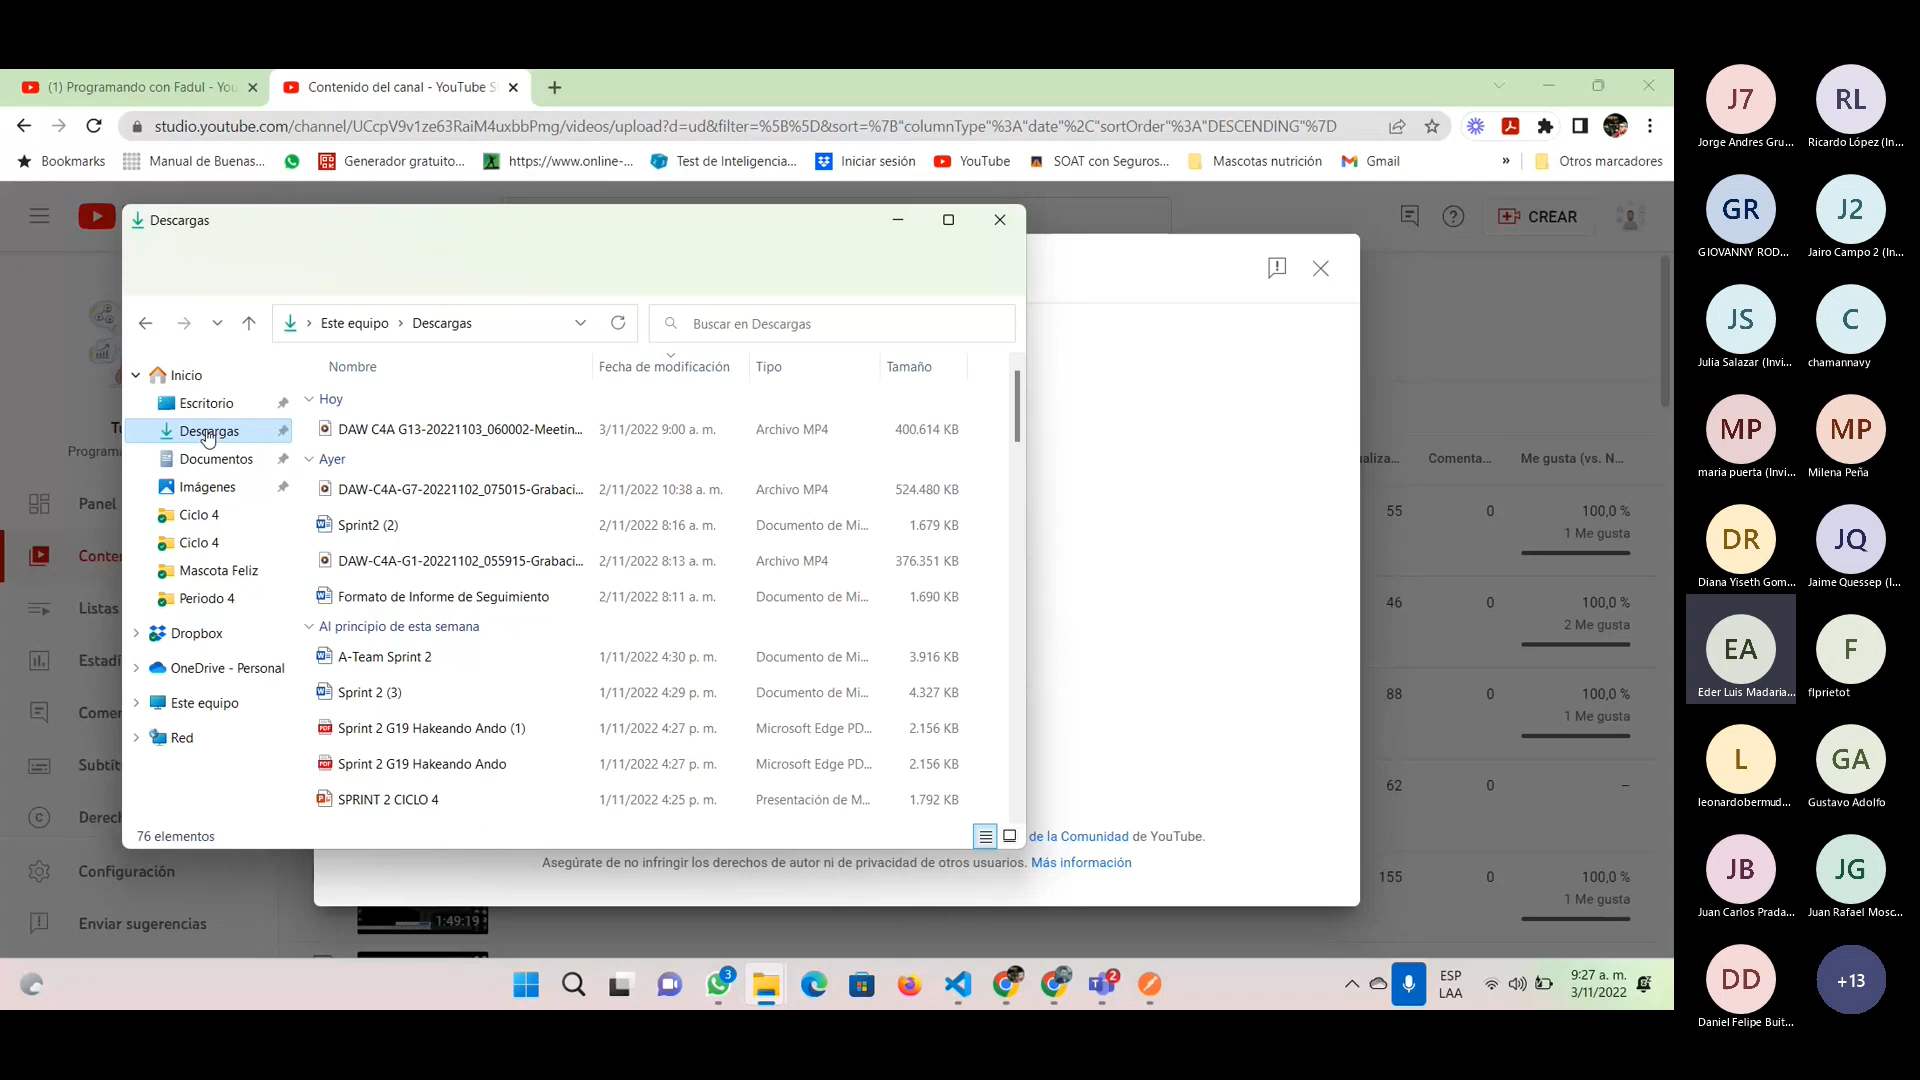 (1) Programando con Fadul - You
Contenido del canal - YouTube S
studio.youtube.com/channel/UCcpV9v1ze63RaiM4uxbbPmg/videos/upload?d=ud&filter=%5B%5D&sort=%7B"columnType"%3A"date"%2C"sortOrder"%3A"DESCENDING"%7D
Bookmarks
Manual de Buenas...
Generador gratuito...
https://www.online-...
Test de Inteligencia...
Iniciar sesión
YouTube
SOAT con Seguros...
Mascotas nutrición
Gmail
»
Otros marcadores
CREAR
Descargas
Este equipo > Descargas
Buscar en Descargas
Nombre Fecha de modificación Tipo Tamaño
Inicio
Escritorio
Descargas
Documentos
Imágenes
Ciclo 4
Ciclo 4
Mascota Feliz
Periodo 4
Dropbox
OneDrive - Personal
Este equipo
Red
Hoy
DAW C4A G13-20221103_060002-Meetin... 3/11/2022 9:00 a. m. Archivo MP4 400.614 KB
Ayer
DAW-C4A-G7-20221102_075015-Grabaci... 2/11/2022 10:38 a. m. Archivo MP4 524.480 KB
Sprint2 (2) 2/11/2022 8:16 a. m. Documento de Mi... 1.679 KB
DAW-C4A-G1-20221102_055915-Grabaci... 2/11/2022 8:13 a. m. Archivo MP4 376.351 KB
Formato de Informe de Seguimiento 2/11/2022 8:11 a. m. Documento de Mi... 1.690 KB
Al principio de esta semana
A-Team Sprint 2 1/11/2022 4:30 p. m. Documento de Mi... 3.916 KB
Sprint 2 (3) 1/11/2022 4:29 p. m. Documento de Mi... 4.327 KB
Sprint 2 G19 Hakeando Ando (1) 1/11/2022 4:27 p. m. Microsoft Edge PD... 2.156 KB
Sprint 2 G19 Hakeando Ando 1/11/2022 4:27 p. m. Microsoft Edge PD... 2.156 KB
SPRINT 2 CICLO 4 1/11/2022 4:25 p. m. Presentación de M... 1.792 KB
76 elementos
Tu
Programa
Panel
Conte
Listas
Estadí
Comen
Subtít
Derech
Configuración
Enviar sugerencias
de la Comunidad de YouTube.
Asegúrate de no infringir los derechos de autor ni de privacidad de otros usuarios. Más información
1:49:19
ualiza... Comenta... Me gusta (vs. N...
55 0 100,0 %
1 Me gusta
46 0 100,0 %
2 Me gusta
88 0 100,0 %
1 Me gusta
62 0 –
155 0 100,0 %
1 Me gusta
3
2
ESP
LAA
9:27 a. m.
3/11/2022
J7
Jorge Andres Gru...
RL
Ricardo López (In...
GR
GIOVANNY ROD...
J2
Jairo Campo 2 (In...
JS
Julia Salazar (Invi...
C
chamannavy
MP
maria puerta (Invi...
MP
Milena Peña
DR
Diana Yiseth Gom...
JQ
Jaime Quessep (I...
EA
Eder Luis Madaria...
F
flprietot
L
leonardobermud...
GA
Gustavo Adolfo
JB
Juan Carlos Prada...
JG
Juan Rafael Mosc...
DD
Daniel Felipe Buit...
+13